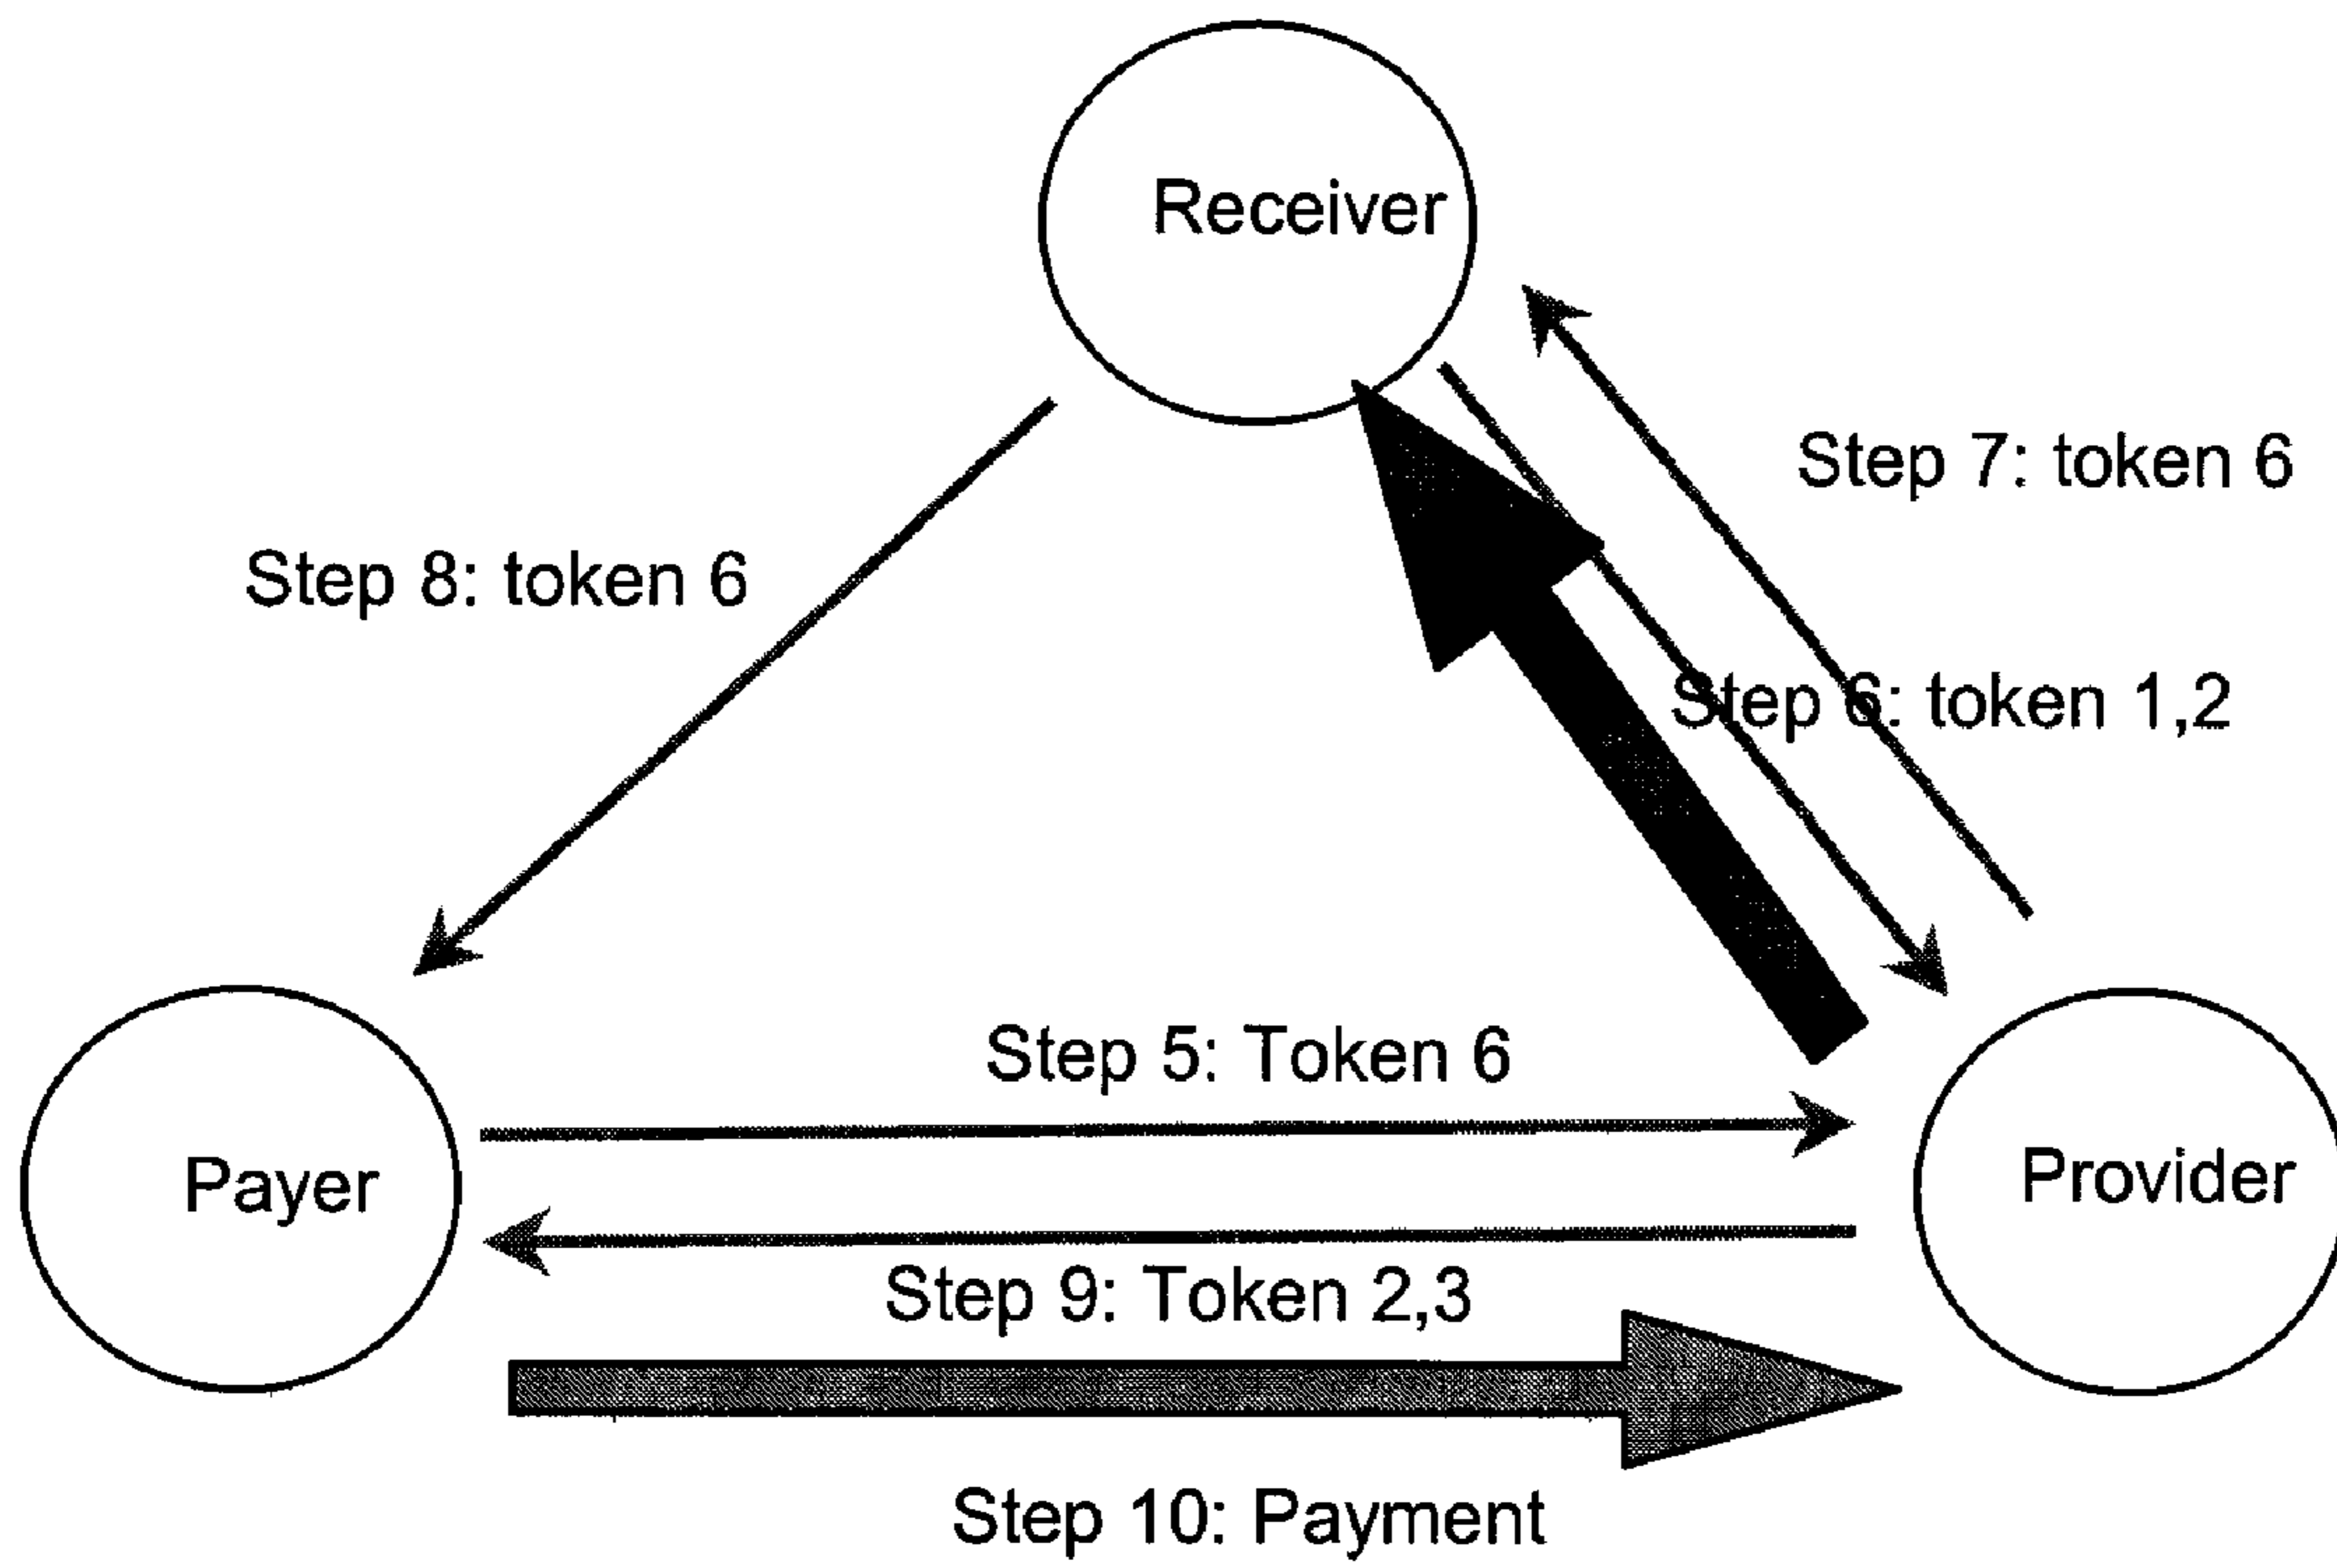 Receiver
Step 7: token 6
Step 8: token 6
Step 6: token 1,2
Step 5: Token 6
Payer
Provider
Step 9: Token 2,3
Step 10: Payment